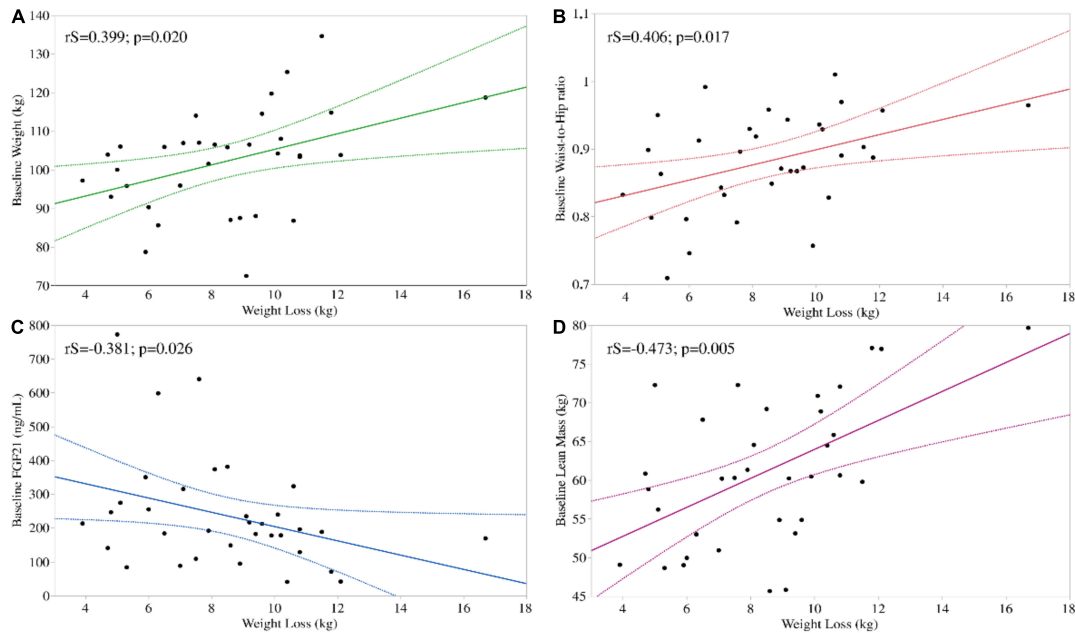 A
140
130
120
110
100
90
80
70
Baseline Weight (kg)
rS=0.399; p=0.020
4 6 8 10 12 14 16 18
Weight Loss (kg)
B
1.1
1
0.9
0.8
0.7
Baseline Waist-to-Hip ratio
rS=0.406; p=0.017
4 6 8 10 12 14 16 18
Weight Loss (kg)
C
800
700
600
500
400
300
200
100
0
Baseline FGF21 (ng/mL)
rS=-0.381; p=0.026
4 6 8 10 12 14 16 18
Weight Loss (kg)
D
80
75
70
65
60
55
50
45
Baseline Lean Mass (kg)
rS=-0.473; p=0.005
4 6 8 10 12 14 16 18
Weight Loss (kg)